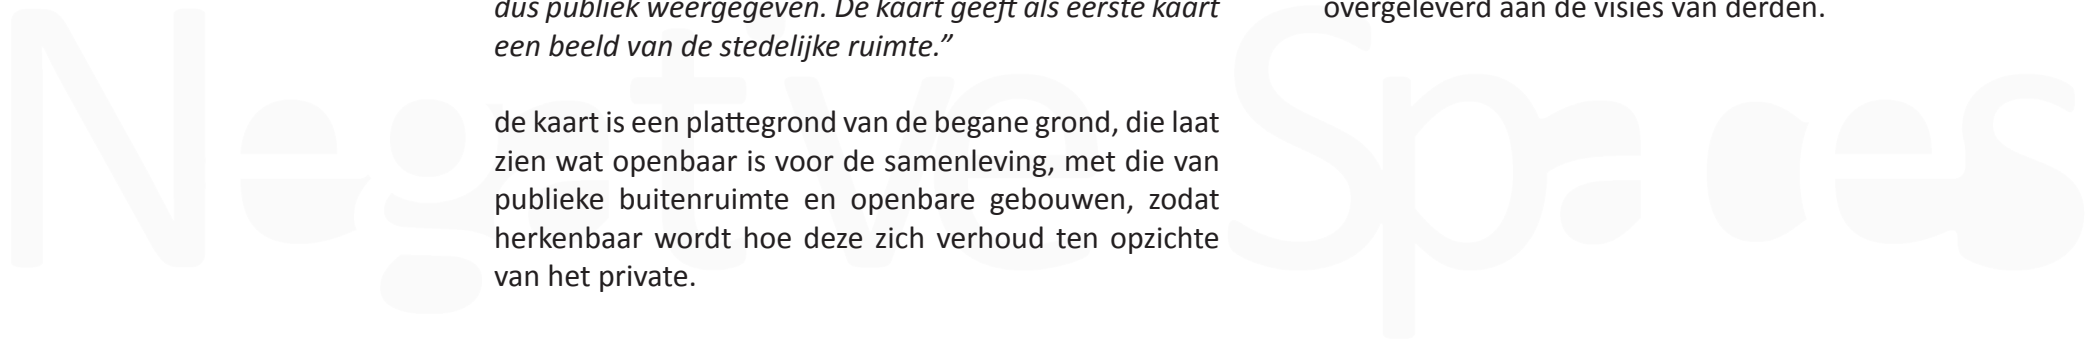 dus publiek weergegeven. De kaart geeft als eerste kaart
een beeld van de stedelijke ruimte.”
de kaart is een plattegrond van de begane grond, die laat
zien wat openbaar is voor de samenleving, met die van
publieke buitenruimte en openbare gebouwen, zodat
herkenbaar wordt hoe deze zich verhoud ten opzichte
van het private.
overgeleverd aan de visies van derden.
Negative Spaces